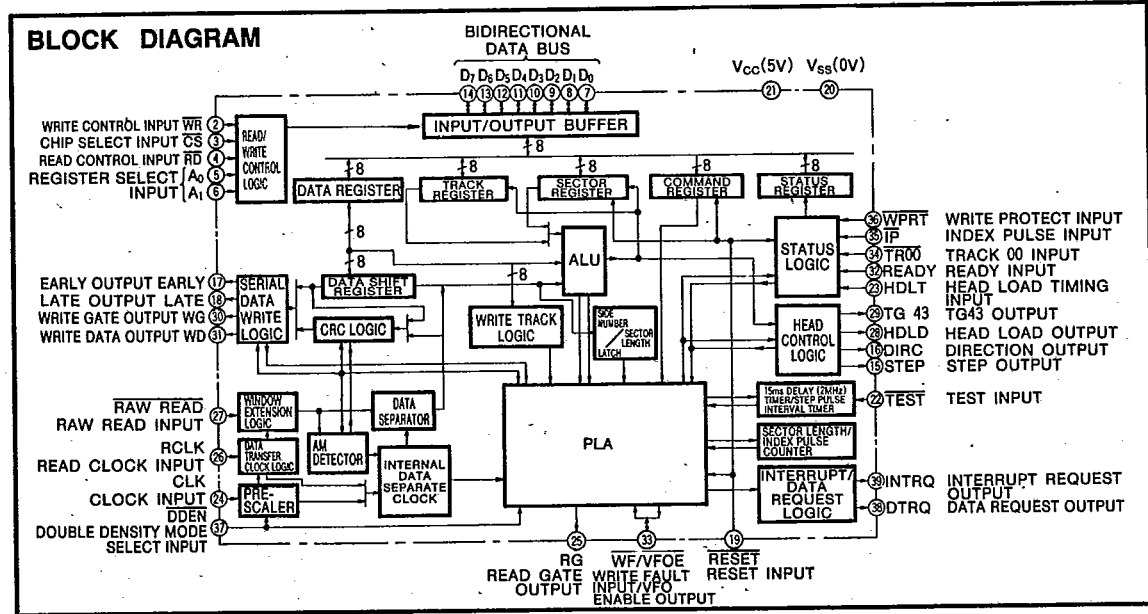 BLOCK DIAGRAM
BIDIRECTIONAL
DATA BUS
D7 D6 D5 D4 D3 D2 D1 D0
14 13 12 11 10 9 8 7
VCC(5V)
21
VSS(0V)
20
WRITE CONTROL INPUT WR 2
CHIP SELECT INPUT CS 3
READ CONTROL INPUT RD 4
REGISTER SELECT A0 5
INPUT A1 6
READ/
WRITE
CONTROL
LOGIC
INPUT/OUTPUT BUFFER
8
8
8
8
8
8
DATA REGISTER
TRACK
REGISTER
SECTOR
REGISTER
COMMAND
REGISTER
STATUS
REGISTER
8
8
8
ALU
STATUS
LOGIC
36 WPRT WRITE PROTECT INPUT
35 IP INDEX PULSE INPUT
34 TR00 TRACK 00 INPUT
32 READY READY INPUT
23 HDLT HEAD LOAD TIMING
INPUT
EARLY OUTPUT EARLY 17
LATE OUTPUT LATE 18
WRITE GATE OUTPUT WG 30
WRITE DATA OUTPUT WD 31
SERIAL
DATA
WRITE
LOGIC
DATA SHIFT
REGISTER
CRC LOGIC
WRITE TRACK
LOGIC
SIDE
NUMBER
/SECTOR
LENGTH
LATCH
HEAD
CONTROL
LOGIC
29 TG 43 TG43 OUTPUT
28 HDLD HEAD LOAD OUTPUT
16 DIRC DIRECTION OUTPUT
15 STEP STEP OUTPUT
RAW READ
RAW READ INPUT 27
RCLK
READ CLOCK INPUT 26
CLK
CLOCK INPUT 24
DDEN
DOUBLE DENSITY MODE 37
SELECT INPUT
WINDOW
EXTENSION
LOGIC
DATA
TRANSFER
CLOCK LOGIC
PRE-
SCALER
AM
DETECTOR
DATA
SEPARATOR
INTERNAL
DATA
SEPARATE
CLOCK
PLA
15ms DELAY (2MHz)
TIMER/STEP PULSE
INTERVAL TIMER
22 TEST TEST INPUT
SECTOR LENGTH/
INDEX PULSE
COUNTER
INTERRUPT/
DATA
REQUEST
LOGIC
39 INTRQ INTERRUPT REQUEST
OUTPUT
38 DTRQ DATA REQUEST OUTPUT
25
RG
READ GATE
OUTPUT
33
WF/VFOE
WRITE FAULT
INPUT/VFO
ENABLE OUTPUT
19
RESET
RESET INPUT